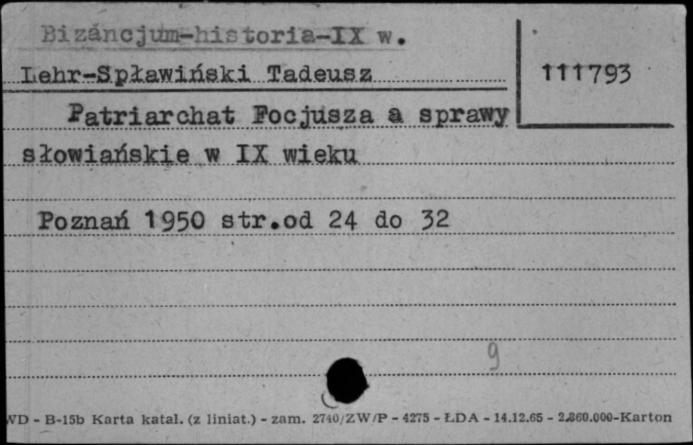 Bizáncjum-historia-IX w.
Lehr-Spławiński Tadeusz
111793
Patriarchat Focjusza a sprawy
słowiańskie w IX wieku
Poznań 1950 str.od 24 do 32
9
WD - B-15b Karta katal. (z liniat.) - zam. 2740/ZW/P - 4275 - ŁDA - 14.12.65 - 2.860.000-Karton